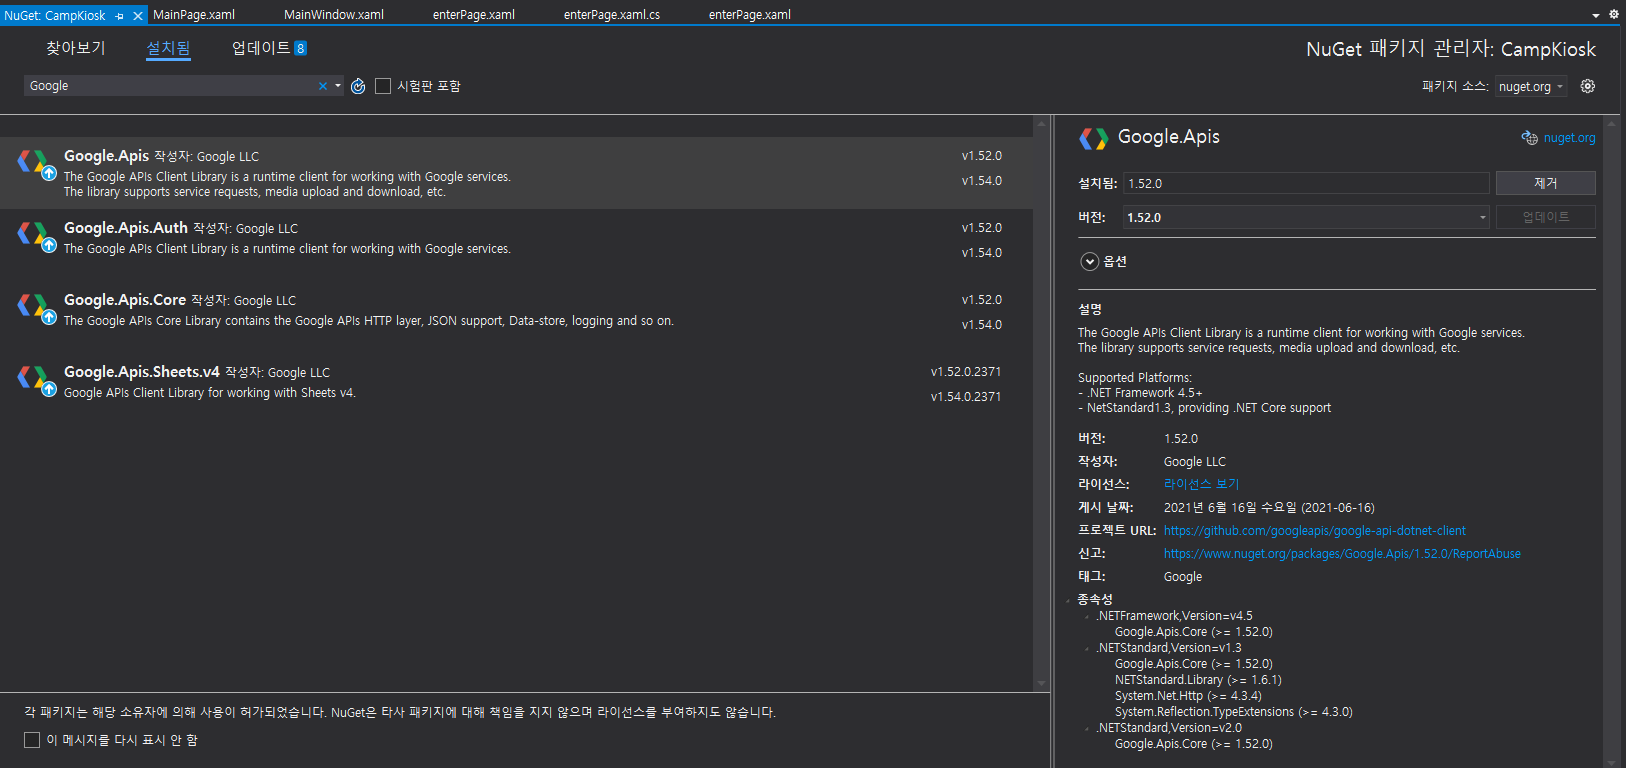 NuGet: CampKiosk
MainPage.xaml
MainWindow.xaml
enterPage.xaml
enterPage.xaml.cs
enterPage.xaml
찾아보기
설치됨
업데이트 8
NuGet 패키지 관리자: CampKiosk
Google
시험판 포함
패키지 소스: nuget.org
Google.Apis 작성자: Google LLC
v1.52.0
The Google APIs Client Library is a runtime client for working with Google services.
The library supports service requests, media upload and download, etc.
v1.54.0
Google.Apis.Auth 작성자: Google LLC
v1.52.0
The Google APIs Client Library is a runtime client for working with Google services.
v1.54.0
Google.Apis.Core 작성자: Google LLC
v1.52.0
The Google APIs Core Library contains the Google APIs HTTP layer, JSON support, Data-store, logging and so on.
v1.54.0
Google.Apis.Sheets.v4 작성자: Google LLC
v1.52.0.2371
Google APIs Client Library for working with Sheets v4.
v1.54.0.2371
각 패키지는 해당 소유자에 의해 사용이 허가되었습니다. NuGet은 타사 패키지에 대해 책임을 지지 않으며 라이선스를 부여하지도 않습니다.
이 메시지를 다시 표시 안 함
Google.Apis
nuget.org
설치됨: 1.52.0
제거
버전: 1.52.0
업데이트
옵션
설명
The Google APIs Client Library is a runtime client for working with Google services.
The library supports service requests, media upload and download, etc.
Supported Platforms:
- .NET Framework 4.5+
- NetStandard1.3, providing .NET Core support
버전: 1.52.0
작성자: Google LLC
라이선스: 라이선스 보기
게시 날짜: 2021년 6월 16일 수요일 (2021-06-16)
프로젝트 URL: https://github.com/googleapis/google-api-dotnet-client
신고: https://www.nuget.org/packages/Google.Apis/1.52.0/ReportAbuse
태그: Google
종속성
.NETFramework,Version=v4.5
Google.Apis.Core (>= 1.52.0)
.NETStandard,Version=v1.3
Google.Apis.Core (>= 1.52.0)
NETStandard.Library (>= 1.6.1)
System.Net.Http (>= 4.3.4)
System.Reflection.TypeExtensions (>= 4.3.0)
.NETStandard,Version=v2.0
Google.Apis.Core (>= 1.52.0)